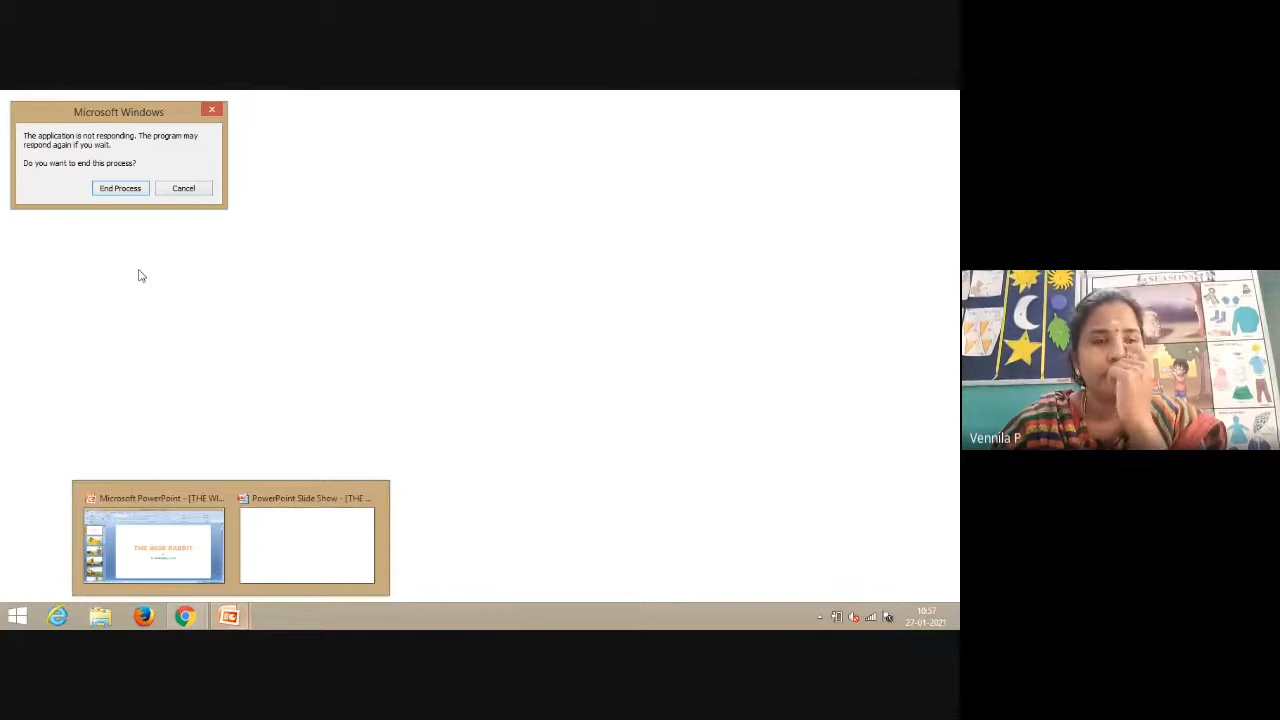 Microsoft Windows
The application is not responding. The program may
respond again if you wait.
Do you want to end this process?
End Process
Cancel
SEASONS
Vennila P
Microsoft PowerPoint - [THE WI...
PowerPoint Slide Show - [THE ...
THE WISE RABBIT
10:57
27-01-2021